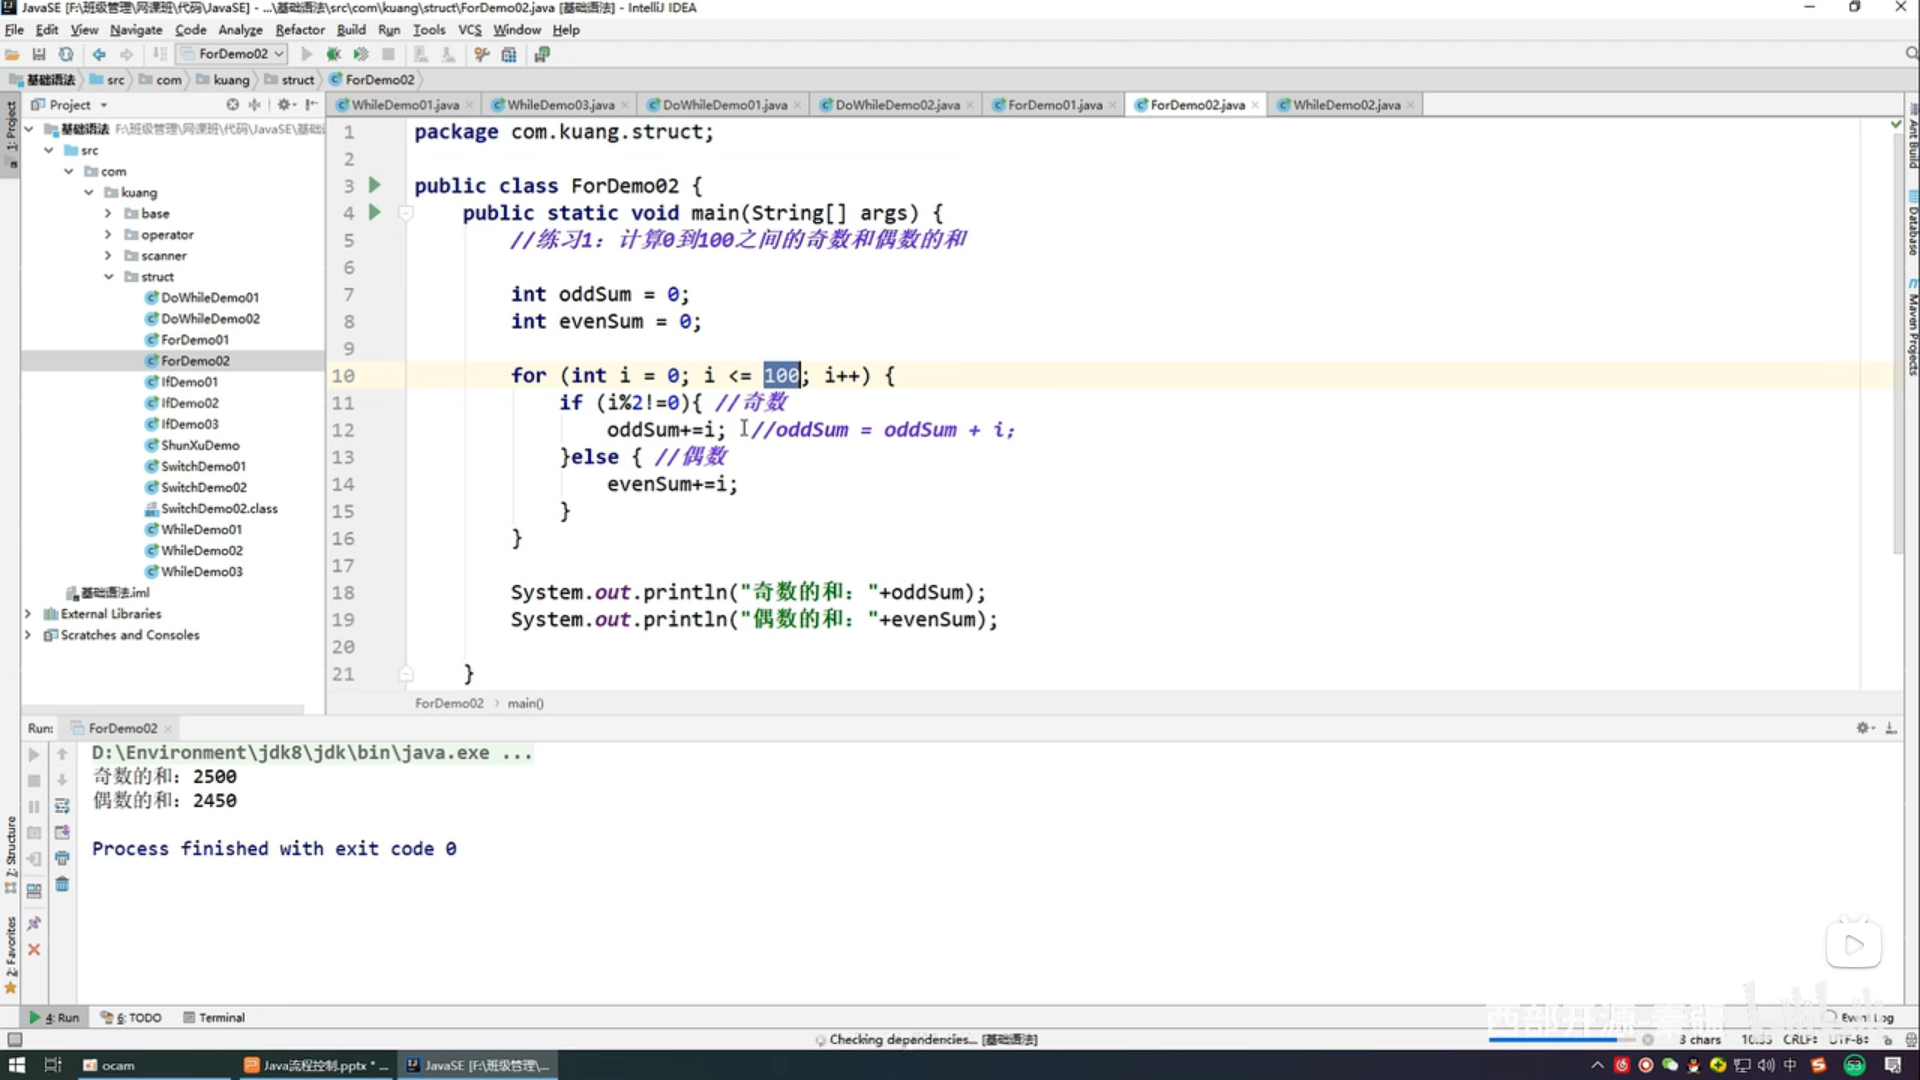 JavaSE [F:\班级管理\网课班\代码\JavaSE] - ...\基础语法\src\com\kuang\struct\ForDemo02.java [基础语法] - IntelliJ IDEA
File Edit View Navigate Code Analyze Refactor Build Run Tools VCS Window Help
ForDemo02
基础语法 src com kuang struct ForDemo02
1: Project
Project
WhileDemo01.java WhileDemo03.java DoWhileDemo01.java DoWhileDemo02.java ForDemo01.java ForDemo02.java WhileDemo02.java
基础语法 F:\班级管理\网课班\代码\JavaSE\基础
src
com
kuang
base
operator
scanner
struct
DoWhileDemo01
DoWhileDemo02
ForDemo01
ForDemo02
IfDemo01
IfDemo02
IfDemo03
ShunXuDemo
SwitchDemo01
SwitchDemo02
SwitchDemo02.class
WhileDemo01
WhileDemo02
WhileDemo03
基础语法.iml
External Libraries
Scratches and Consoles
1 package com.kuang.struct;
2
3 public class ForDemo02 {
4 public static void main(String[] args) {
5 //练习1：计算0到100之间的奇数和偶数的和
6
7 int oddSum = 0;
8 int evenSum = 0;
9
10 for (int i = 0; i <= 100; i++) {
11 if (i%2!=0){ //奇数
12 oddSum+=i; //oddSum = oddSum + i;
13 }else { //偶数
14 evenSum+=i;
15 }
16 }
17
18 System.out.println("奇数的和："+oddSum);
19 System.out.println("偶数的和："+evenSum);
20
21 }
ForDemo02 main()
Ant Build
Database
Maven Projects
Run: ForDemo02
D:\Environment\jdk8\jdk\bin\java.exe ...
奇数的和：2500
偶数的和：2450
Process finished with exit code 0
Z: Structure
2: Favorites
4: Run 6: TODO Terminal
Event Log
西部开源-秦疆
Checking dependencies... [基础语法]
3 chars 10:33 CRLF UTF-8
ocam
Java流程控制.pptx * ...
JavaSE [F:\班级管理\...
中
53